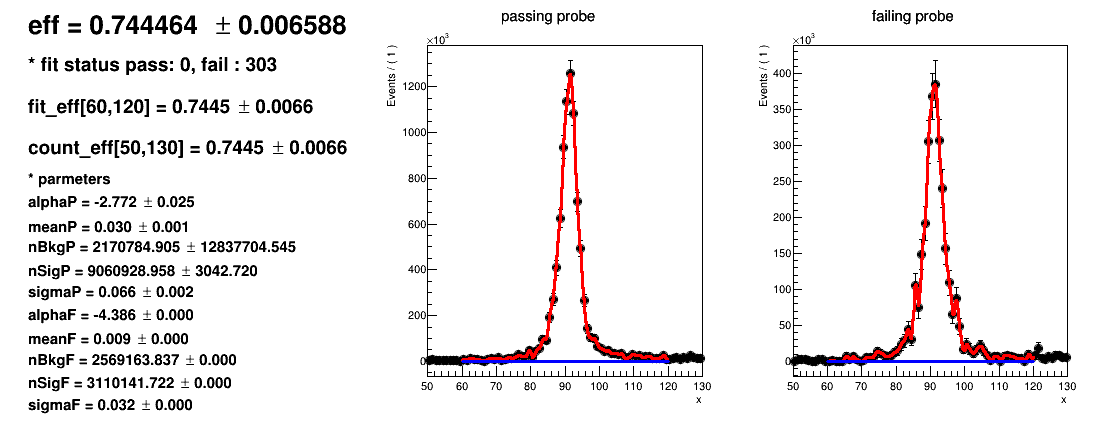 eff = 0.744464 ± 0.006588
* fit status pass: 0, fail : 303
fit_eff[60,120] = 0.7445 ± 0.0066
count_eff[50,130] = 0.7445 ± 0.0066
* parmeters
alphaP = -2.772 ± 0.025
meanP = 0.030 ± 0.001
nBkgP = 2170784.905 ± 12837704.545
nSigP = 9060928.958 ± 3042.720
sigmaP = 0.066 ± 0.002
alphaF = -4.386 ± 0.000
meanF = 0.009 ± 0.000
nBkgF = 2569163.837 ± 0.000
nSigF = 3110141.722 ± 0.000
sigmaF = 0.032 ± 0.000
passing probe
×10³
Events / ( 1 )
1200
1000
800
600
400
200
0
50 60 70 80 90 100 110 120 130
x
failing probe
×10³
Events / ( 1 )
400
350
300
250
200
150
100
50
0
50 60 70 80 90 100 110 120 130
x